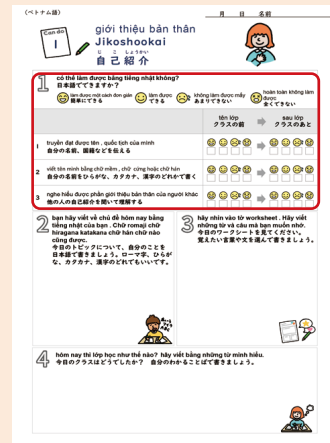 (ベトナム語)
月 日 名前
Can do
1
giới thiệu bản thân
Jikoshookai
じ こ しょうかい
自己紹介
1
có thể làm được bằng tiếng nhật không?
日本語でできますか?
làm được một cách đơn giản
簡単にできる
làm được
できる
không làm được mấy
あまりできない
hoàn toàn không làm được
全くできない
tên lớp
クラスの前
sau lớp
クラスのあと
1 truyền đạt được tên , quốc tịch của mình
自分の名前、国籍などを伝える
2 viết tên mình bằng chữ mềm , chữ cứng hoặc chữ hán
自分の名前をひらがな、カタカナ、漢字のどれかで書く
3 nghe hiểu được phần giới thiệu bản thân của người khác
他の人の自己紹介を聞いて理解する
2
bạn hãy viết về chủ đề hôm nay bằng
tiếng nhật của bạn . Chữ romaji chữ
hiragana katakana chữ hán chữ nào
cũng được.
今日のトピックについて、自分のことを
日本語で書きましょう。ローマ字、ひらが
な、カタカナ、漢字のどれでもいいです。
3
hãy nhìn vào tờ worksheet . Hãy viết
những từ và câu mà bạn muốn nhớ.
今日のワークシートを見てください。
覚えたい言葉や文を選んで書きましょう。
4
hôm nay thì lớp học như thế nào? hãy viết bằng những từ mình hiểu.
今日のクラスはどうでしたか? 自分のわかることばで書きましょう。